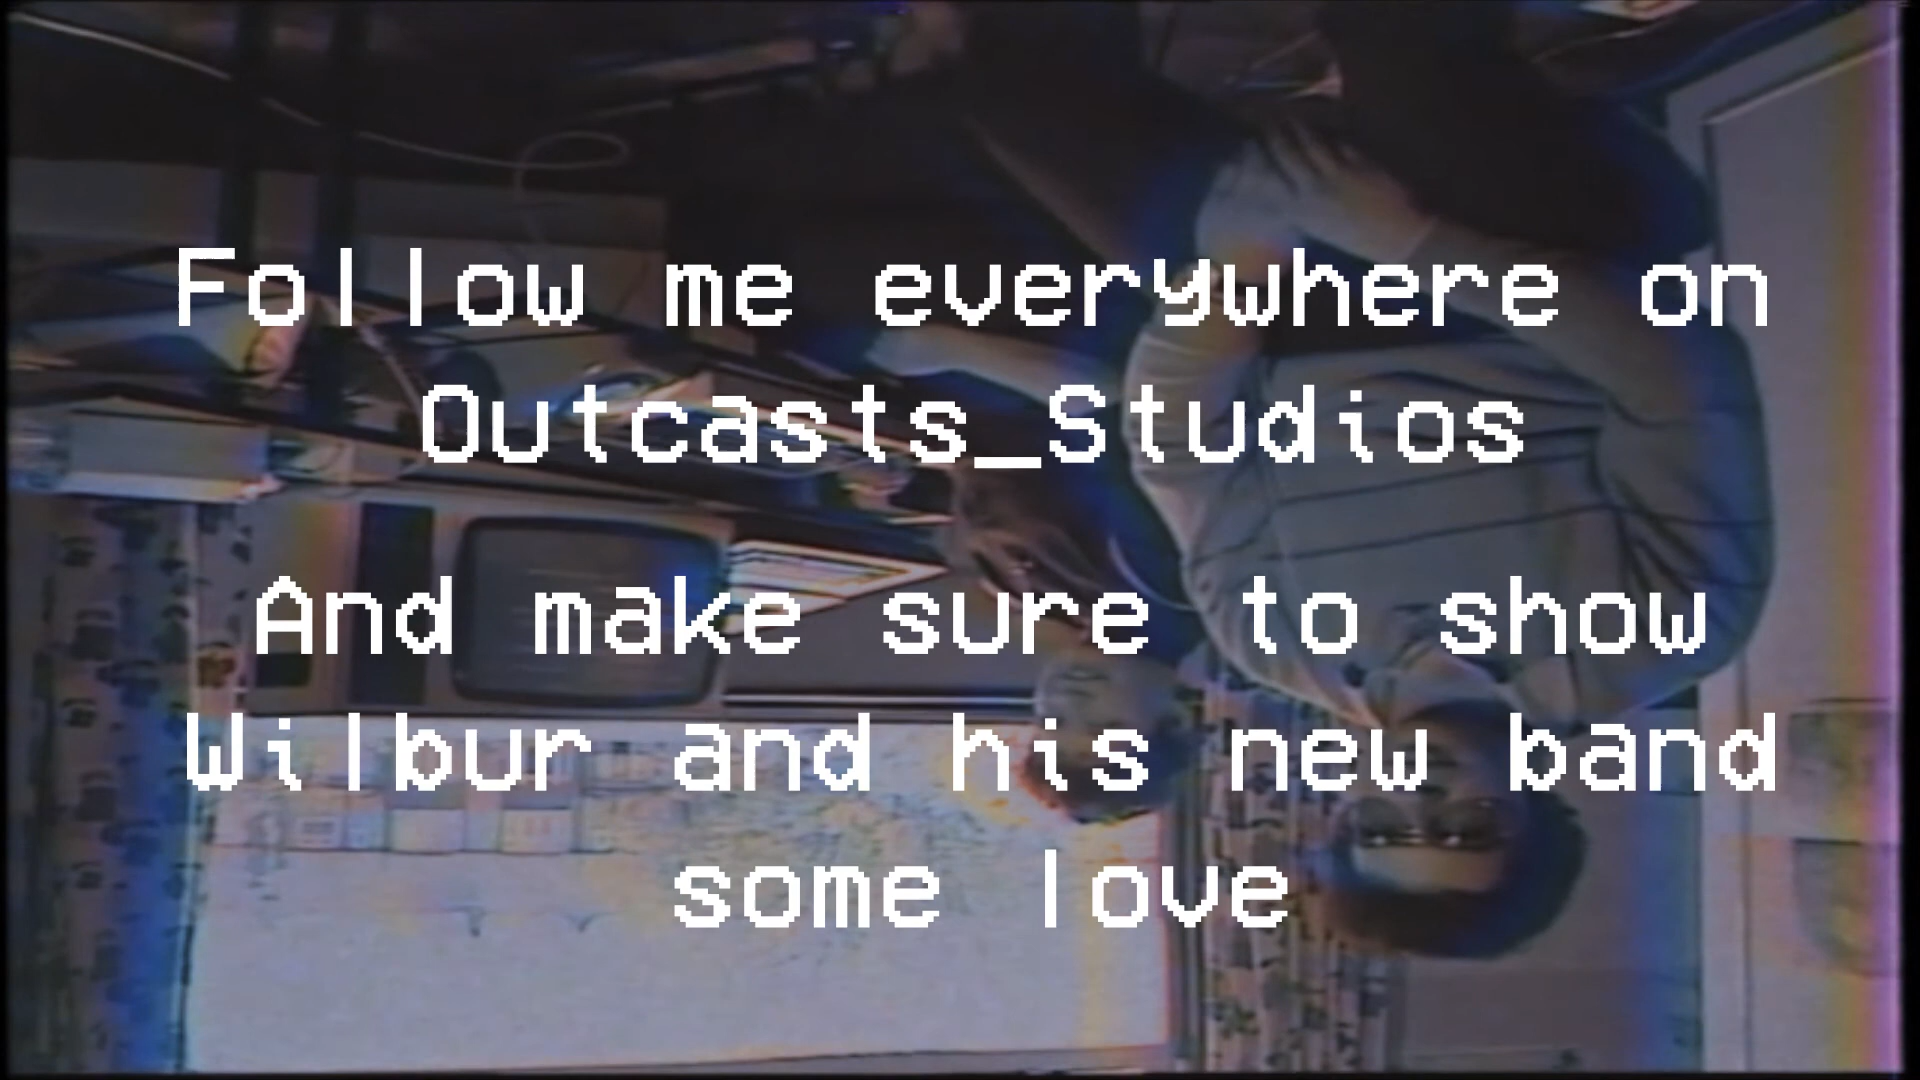 Follow me everywhere on
Outcasts_Studios
And make sure to show
Wilbur and his new band
some love